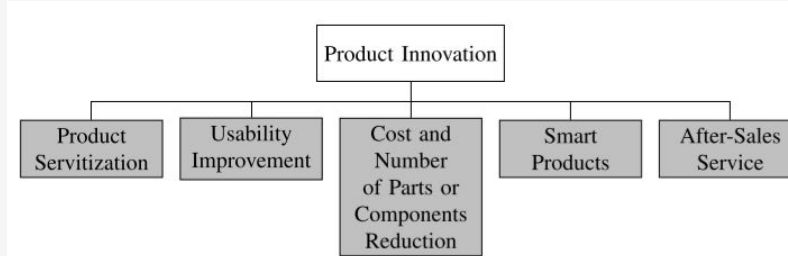 Product Innovation
Product
Servitization
Usability
Improvement
Cost and
Number
of Parts or
Components
Reduction
Smart
Products
After-Sales
Service